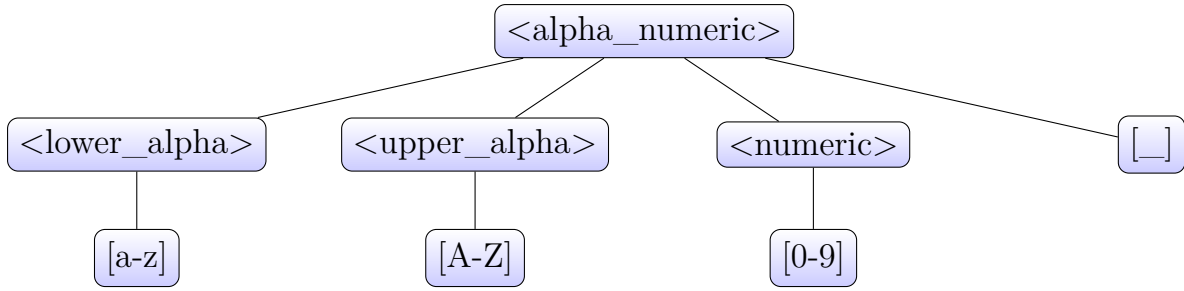 <alpha_numeric>
<lower_alpha>
<upper_alpha>
<numeric>
[_]
[a-z]
[A-Z]
[0-9]